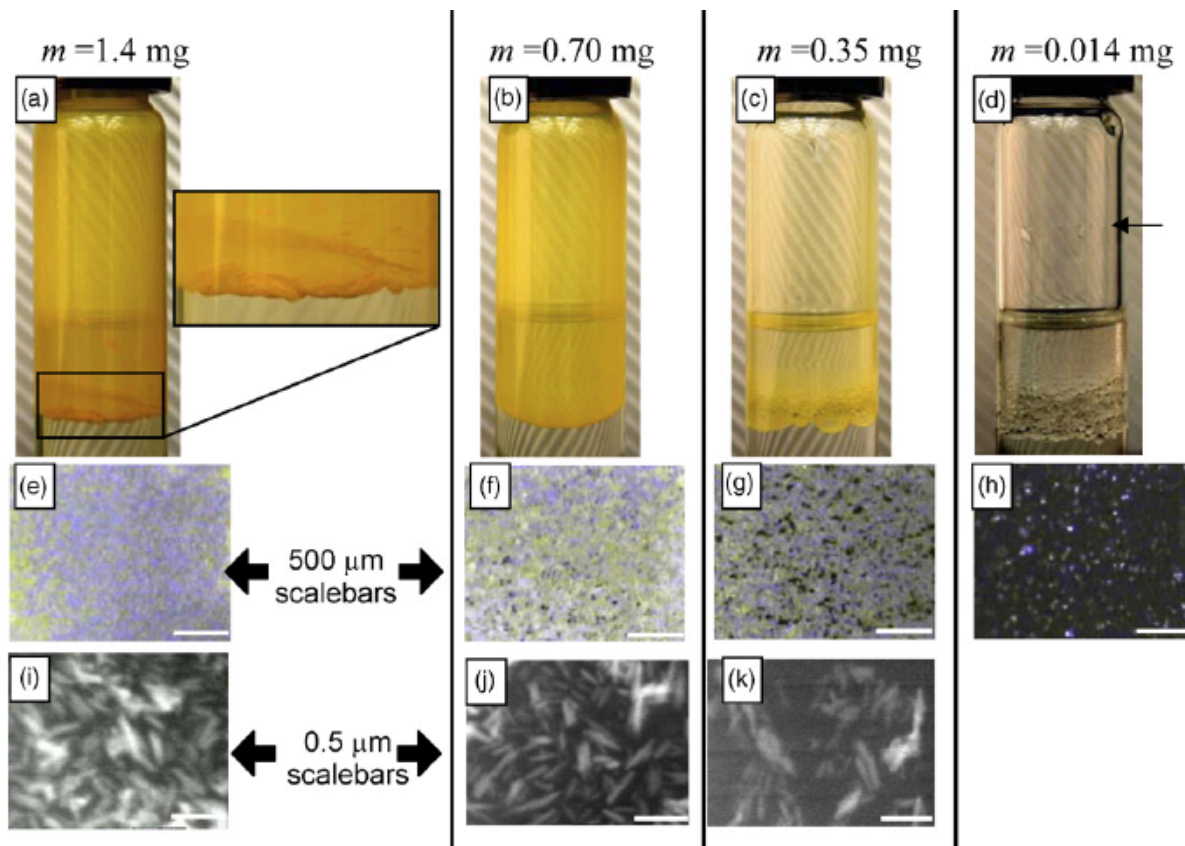 m =1.4 mg
m =0.70 mg
m =0.35 mg
m =0.014 mg
(a)
(b)
(c)
(d)
(e)
(f)
(g)
(h)
500 μm
scalebars
(i)
(j)
(k)
0.5 μm
scalebars